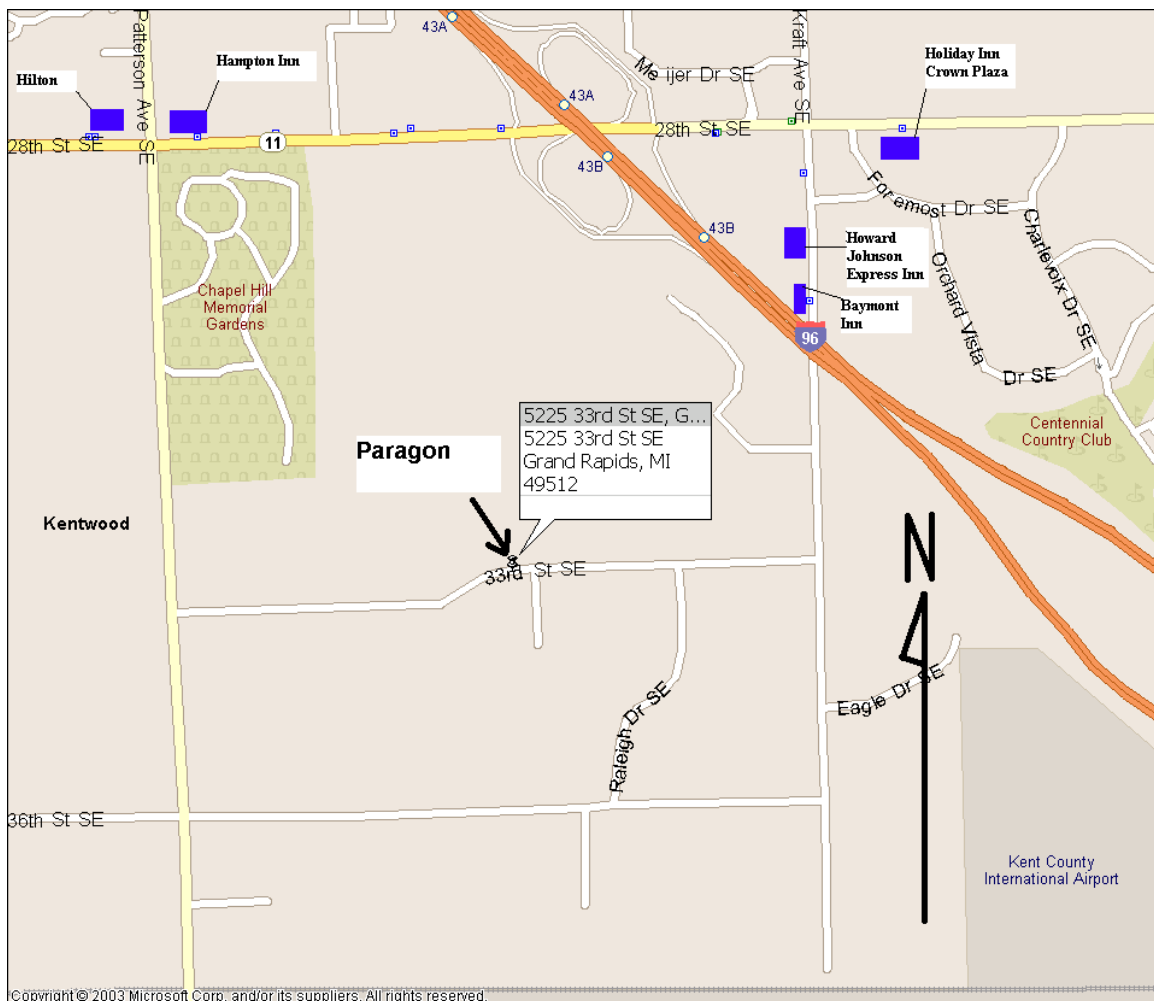 Patterson Ave SE
43A
Kraft Ave SE
Hilton
Hampton Inn
Me ijer Dr SE
Holiday Inn
Crown Plaza
43A
28th St SE
11
28th St SE
43B
Foremost Dr SE
43B
Howard
Johnson
Express Inn
Charlevoix Dr SE
Orchard Vista
Dr SE
Chapel Hill
Memorial
Gardens
Baymont
Inn
96
5225 33rd St SE, G...
5225 33rd St SE
Grand Rapids, MI
49512
Paragon
Centennial
Country Club
Kentwood
N
33rd St SE
Eagle Dr SE
Raleigh Dr SE
36th St SE
Kent County
International Airport
Copyright © 2003 Microsoft Corp. and/or its suppliers. All rights reserved.